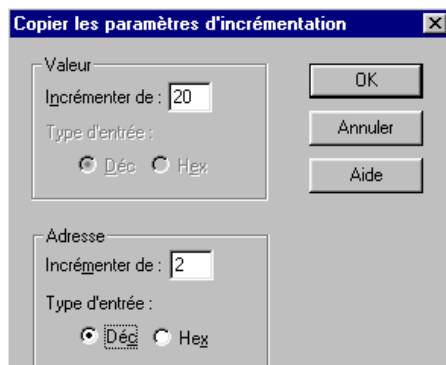 Copier les paramètres d'incrémentation
Valeur
Incrémenter de : 20
Type d'entrée :
Déc Hex
OK
Annuler
Aide
Adresse
Incrémenter de : 2
Type d'entrée :
Déc Hex